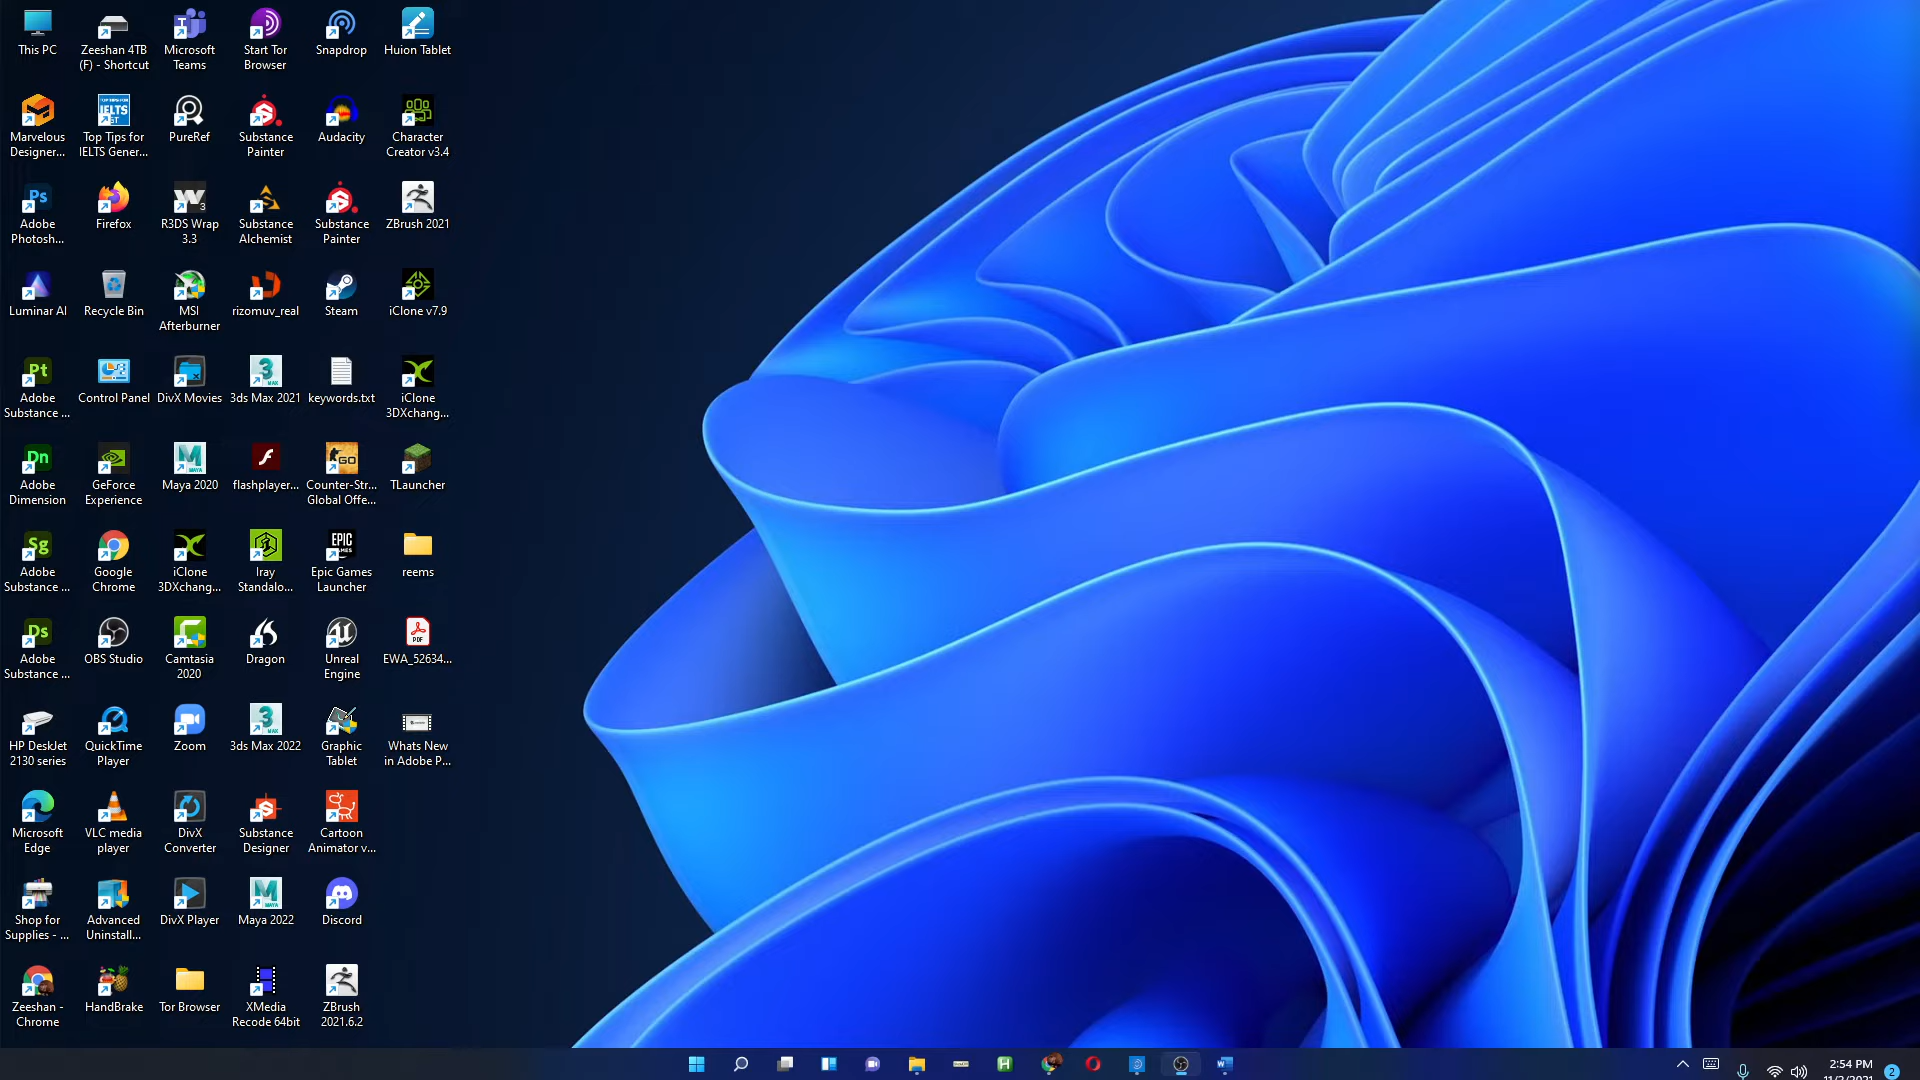 This PC
Zeeshan 4TB
(F) - Shortcut
Microsoft
Teams
Start Tor
Browser
Snapdrop
Huion Tablet
Marvelous
Designer...
Top Tips for
IELTS Gener...
PureRef
Substance
Painter
Audacity
Character
Creator v3.4
Adobe
Photosh...
Firefox
R3DS Wrap
3.3
Substance
Alchemist
Substance
Painter
ZBrush 2021
Luminar AI
Recycle Bin
MSI
Afterburner
rizomuv_real
Steam
iClone v7.9
Adobe
Substance ...
Control Panel
DivX Movies
3ds Max 2021
keywords.txt
iClone
3DXchang...
Adobe
Dimension
GeForce
Experience
Maya 2020
flashplayer...
Counter-Str...
Global Offe...
TLauncher
Adobe
Substance ...
Google
Chrome
iClone
3DXchang...
Iray
Standalo...
Epic Games
Launcher
reems
Adobe
Substance ...
OBS Studio
Camtasia
2020
Dragon
Unreal
Engine
EWA_52634...
HP DeskJet
2130 series
QuickTime
Player
Zoom
3ds Max 2022
Graphic
Tablet
Whats New
in Adobe P...
Microsoft
Edge
VLC media
player
DivX
Converter
Substance
Designer
Cartoon
Animator v...
Shop for
Supplies - ...
Advanced
Uninstall...
DivX Player
Maya 2022
Discord
Zeeshan -
Chrome
HandBrake
Tor Browser
XMedia
Recode 64bit
ZBrush
2021.6.2
2:54 PM
2